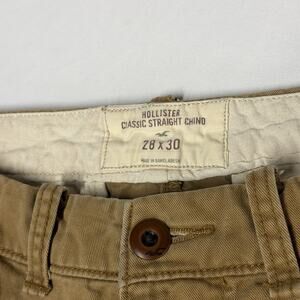 HOLLISTER
CLASSIC STRAIGHT CHINO
28 X 30
MADE IN BANGLADESH